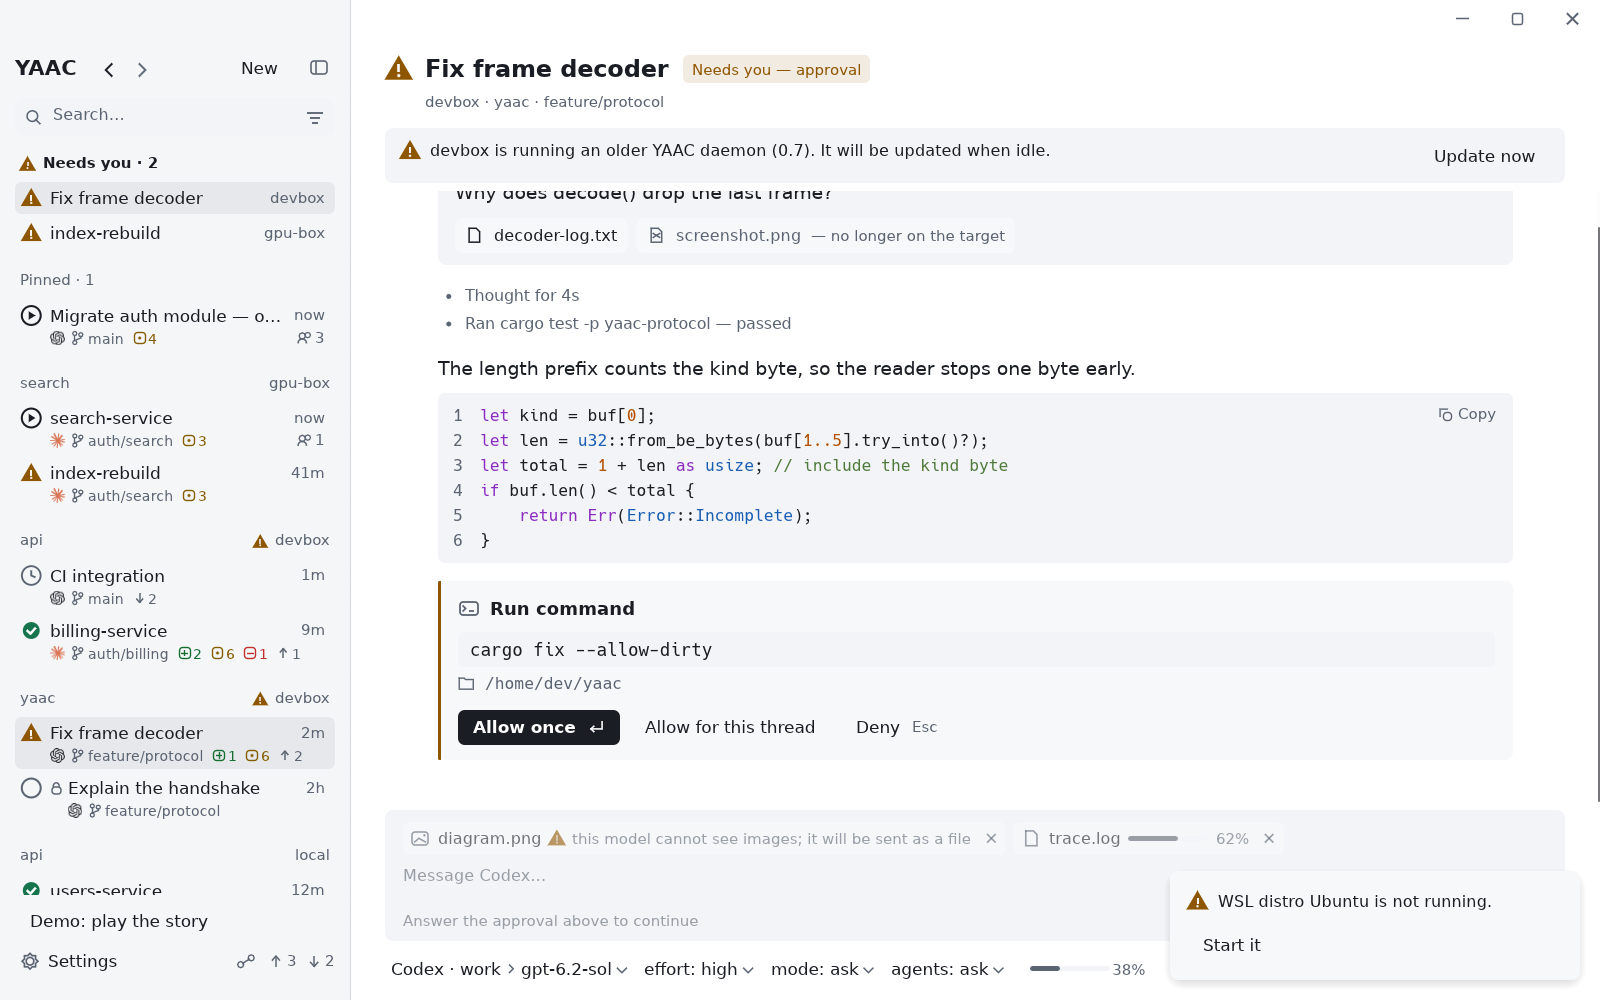 YAAC
New
Search...
Needs you · 2
Fix frame decoder devbox
index-rebuild gpu-box
Pinned · 1
Migrate auth module — o... now
main 4 3
search gpu-box
search-service now
auth/search 3 1
index-rebuild 41m
auth/search 3
api devbox
CI integration 1m
main ↓2
billing-service 9m
auth/billing 2 6 1 ↑1
yaac devbox
Fix frame decoder 2m
feature/protocol 1 6 ↑2
Explain the handshake 2h
feature/protocol
api local
users-service 12m
Demo: play the story
Settings ↑3 ↓2
Fix frame decoder Needs you — approval
devbox · yaac · feature/protocol
devbox is running an older YAAC daemon (0.7). It will be updated when idle.
Update now
Why does decode() drop the last frame?
decoder-log.txt screenshot.png — no longer on the target
• Thought for 4s
• Ran cargo test -p yaac-protocol — passed
The length prefix counts the kind byte, so the reader stops one byte early.
Copy
1 let kind = buf[0];
2 let len = u32::from_be_bytes(buf[1..5].try_into()?);
3 let total = 1 + len as usize; // include the kind byte
4 if buf.len() < total {
5     return Err(Error::Incomplete);
6 }
Run command
cargo fix --allow-dirty
/home/dev/yaac
Allow once ↵ Allow for this thread Deny Esc
diagram.png this model cannot see images; it will be sent as a file × trace.log 62% ×
Message Codex...
Answer the approval above to continue
Codex · work > gpt-6.2-sol effort: high mode: ask agents: ask 38%
WSL distro Ubuntu is not running.
Start it